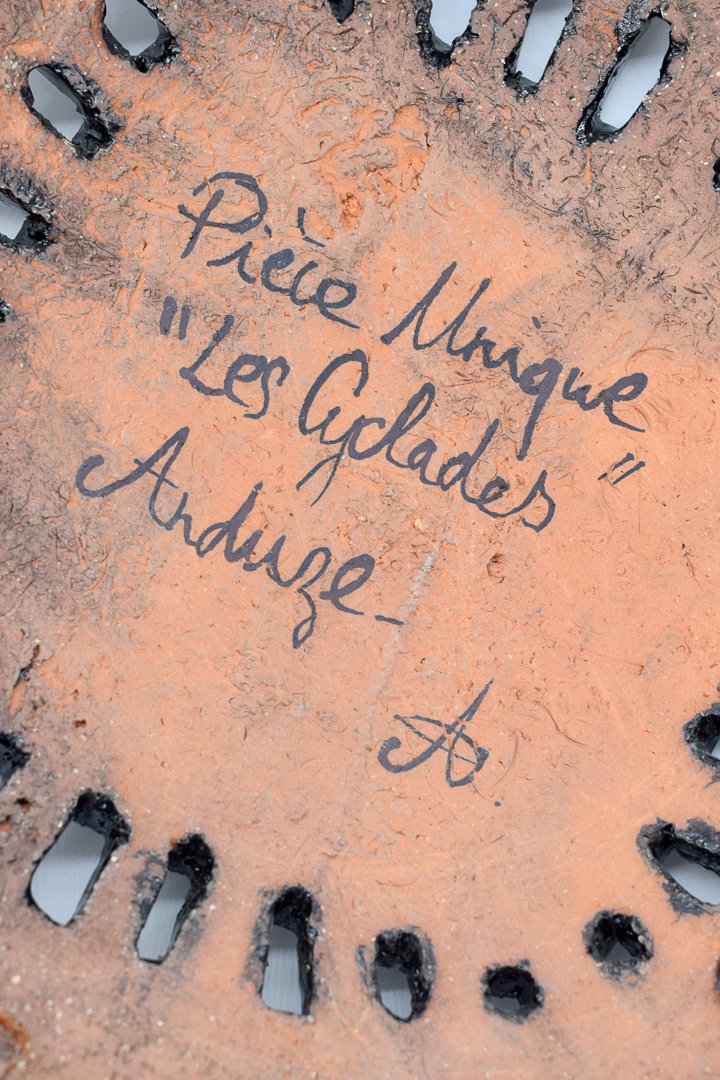 Pièce Unique
"Les Cyclades"
Anduze-
A.